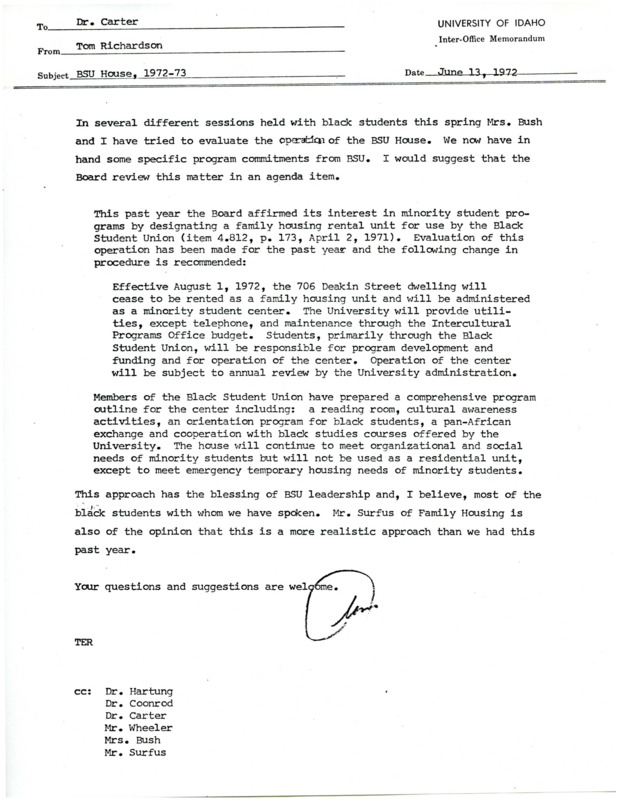 To Dr. Carter
UNIVERSITY OF IDAHO
Inter-Office Memorandum
From Tom Richardson
Subject BSU House, 1972-73
Date June 13, 1972
In several different sessions held with black students this spring Mrs. Bush
and I have tried to evaluate the operation of the BSU House. We now have in
hand some specific program commitments from BSU. I would suggest that the
Board review this matter in an agenda item.
This past year the Board affirmed its interest in minority student pro-
grams by designating a family housing rental unit for use by the Black
Student Union (item 4.812, p. 173, April 2, 1971). Evaluation of this
operation has been made for the past year and the following change in
procedure is recommended:
Effective August 1, 1972, the 706 Deakin Street dwelling will
cease to be rented as a family housing unit and will be administered
as a minority student center. The University will provide utili-
ties, except telephone, and maintenance through the Intercultural
Programs Office budget. Students, primarily through the Black
Student Union, will be responsible for program development and
funding and for operation of the center. Operation of the center
will be subject to annual review by the University administration.
Members of the Black Student Union have prepared a comprehensive program
outline for the center including: a reading room, cultural awareness
activities, an orientation program for black students, a pan-African
exchange and cooperation with black studies courses offered by the
University. The house will continue to meet organizational and social
needs of minority students but will not be used as a residential unit,
except to meet emergency temporary housing needs of minority students.
This approach has the blessing of BSU leadership and, I believe, most of the
black students with whom we have spoken. Mr. Surfus of Family Housing is
also of the opinion that this is a more realistic approach than we had this
past year.
Your questions and suggestions are welcome.
TER
cc: Dr. Hartung
Dr. Coonrod
Dr. Carter
Mr. Wheeler
Mrs. Bush
Mr. Surfus